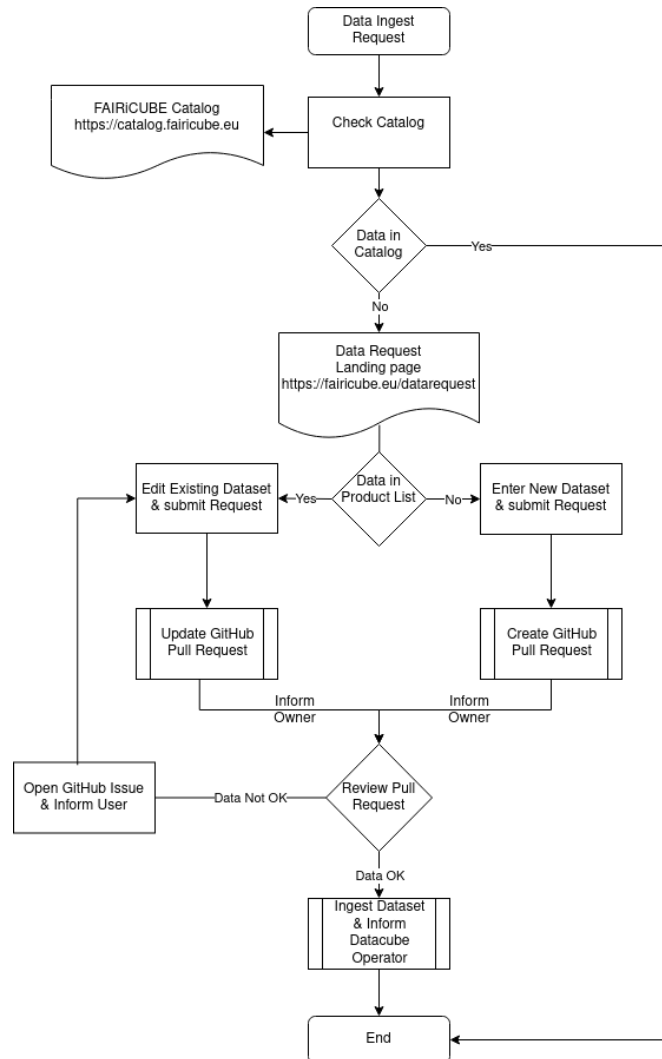 Data Ingest
Request
FAIRiCUBE Catalog
https://catalog.fairicube.eu
Check Catalog
Data in
Catalog
Yes
No
Data Request
Landing page
https://fairicube.eu/datarequest
Edit Existing Dataset
& submit Request
Yes
Data in
Product List
No
Enter New Dataset
& submit Request
Update GitHub
Pull Request
Create GitHub
Pull Request
Inform
Owner
Inform
Owner
Open GitHub Issue
& Inform User
Data Not OK
Review Pull
Request
Data OK
Ingest Dataset
& Inform
Datacube
Operator
End